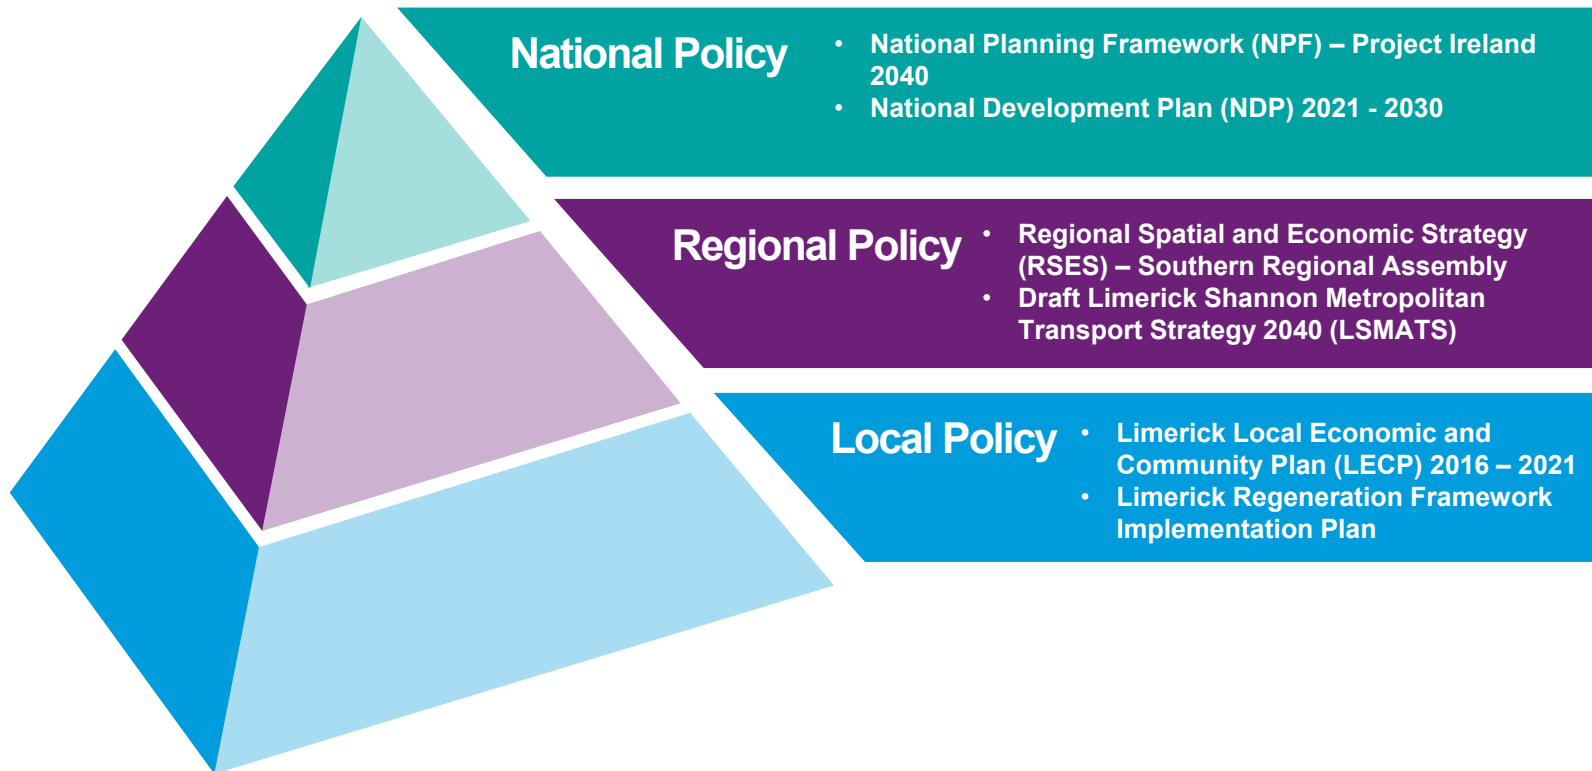 National Policy
• National Planning Framework (NPF) – Project Ireland
2040
• National Development Plan (NDP) 2021 - 2030
Regional Policy
• Regional Spatial and Economic Strategy
(RSES) – Southern Regional Assembly
• Draft Limerick Shannon Metropolitan
Transport Strategy 2040 (LSMATS)
Local Policy
• Limerick Local Economic and
Community Plan (LECP) 2016 – 2021
• Limerick Regeneration Framework
Implementation Plan